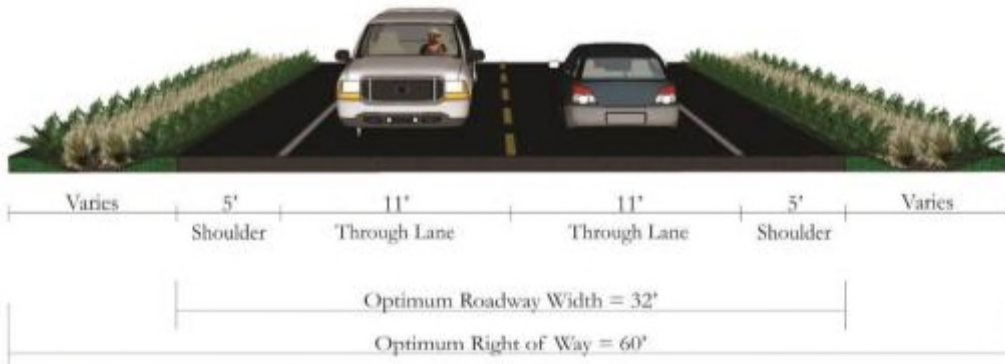 Varies 5' 11' 11' 5' Varies
Shoulder Through Lane Through Lane Shoulder
Optimum Roadway Width = 32'
Optimum Right of Way = 60'